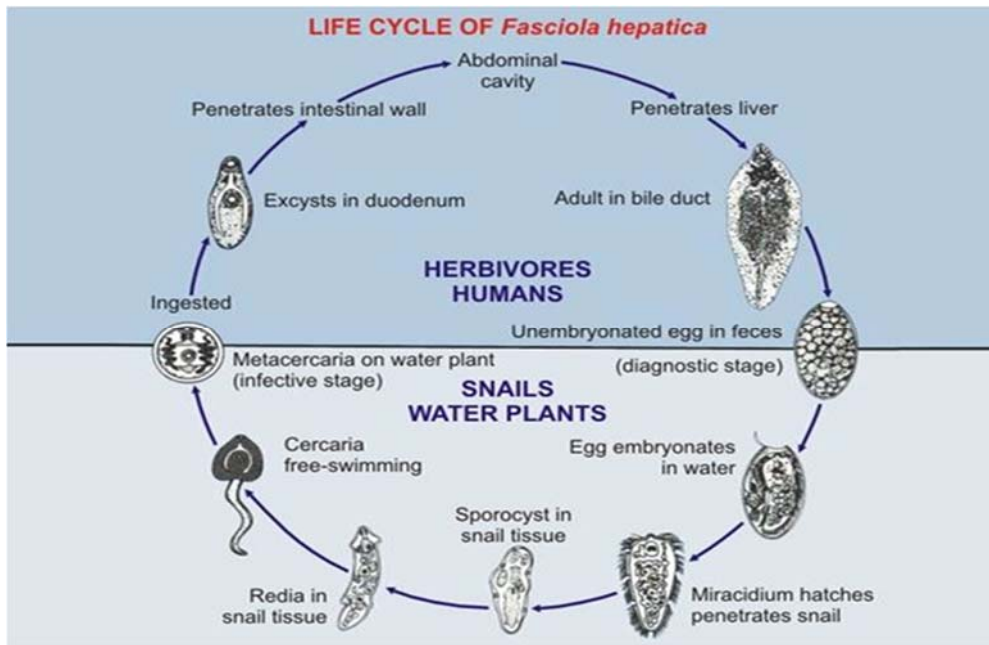 LIFE CYCLE OF Fasciola hepatica
Abdominal
cavity
Penetrates intestinal wall
Penetrates liver
Excysts in duodenum
Adult in bile duct
HERBIVORES
HUMANS
Ingested
Unembryonated egg in feces
(diagnostic stage)
Metacercaria on water plant
(infective stage)
SNAILS
WATER PLANTS
Cercaria
free-swimming
Egg embryonates
in water
Sporocyst in
snail tissue
Redia in
snail tissue
Miracidium hatches
penetrates snail